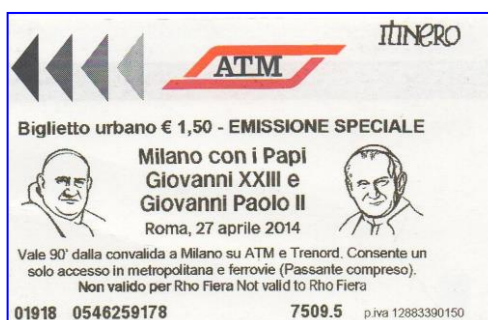 ITINERO
ATM
Biglietto urbano € 1,50 - EMISSIONE SPECIALE
Milano con i Papi
Giovanni XXIII e
Giovanni Paolo II
Roma, 27 aprile 2014
Vale 90' dalla convalida a Milano su ATM e Trenord. Consente un
solo accesso in metropolitana e ferrovie (Passante compreso).
Non valido per Rho Fiera Not valid to Rho Fiera
01918 0546259178 7509.5 p.iva 12883390150